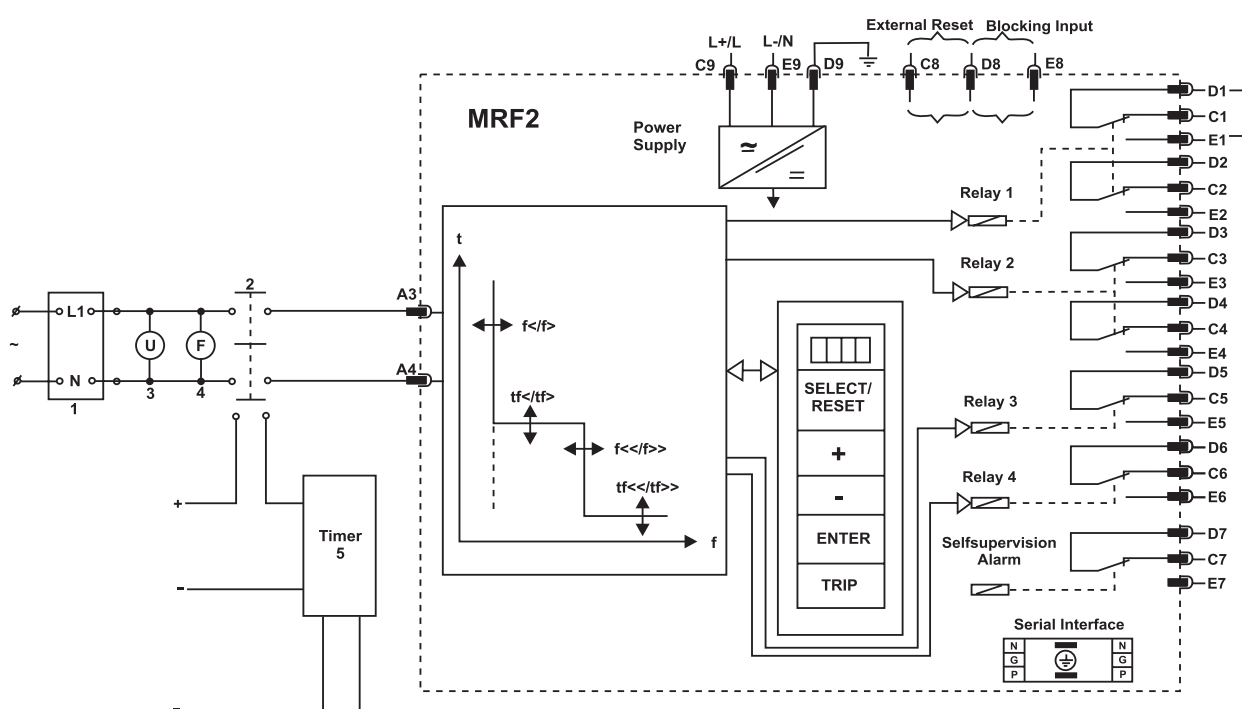 External Reset
Blocking Input
L+/L
L-/N
C9
E9
D9
C8
D8
E8
MRF2
Power
Supply
≃
=
D1
C1
E1
D2
C2
E2
D3
C3
E3
D4
C4
E4
D5
C5
E5
D6
C6
E6
D7
C7
E7
Relay 1
Relay 2
Relay 3
Relay 4
Selfsupervision
Alarm
t
f</f>
tf</tf>
f<</f>>
tf<</tf>>
f
A3
A4
2
L1
N
~
U
F
1
3
4
SELECT/
RESET
+
-
ENTER
TRIP
+
-
Timer
5
-
Serial Interface
N
G
P
N
G
P